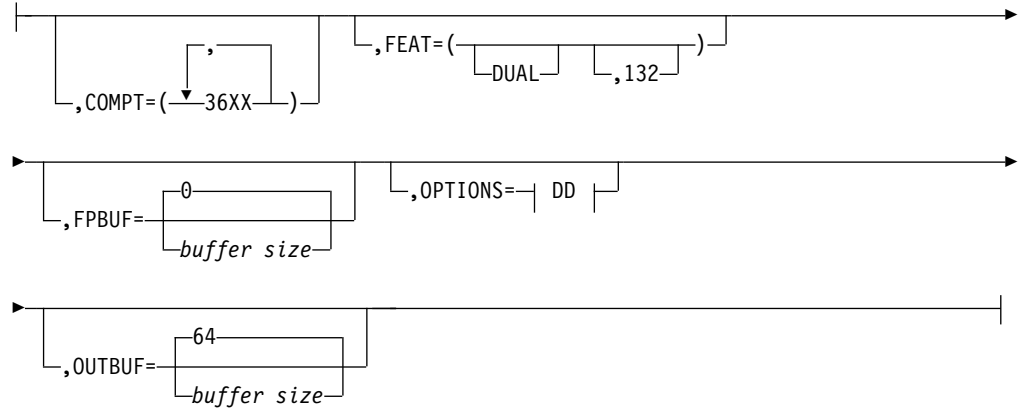 ,
,FEAT=( )
DUAL ,132
,COMPT=( 36XX )
0
,OPTIONS= DD
,FPBUF=
buffer size
64
,OUTBUF=
buffer size